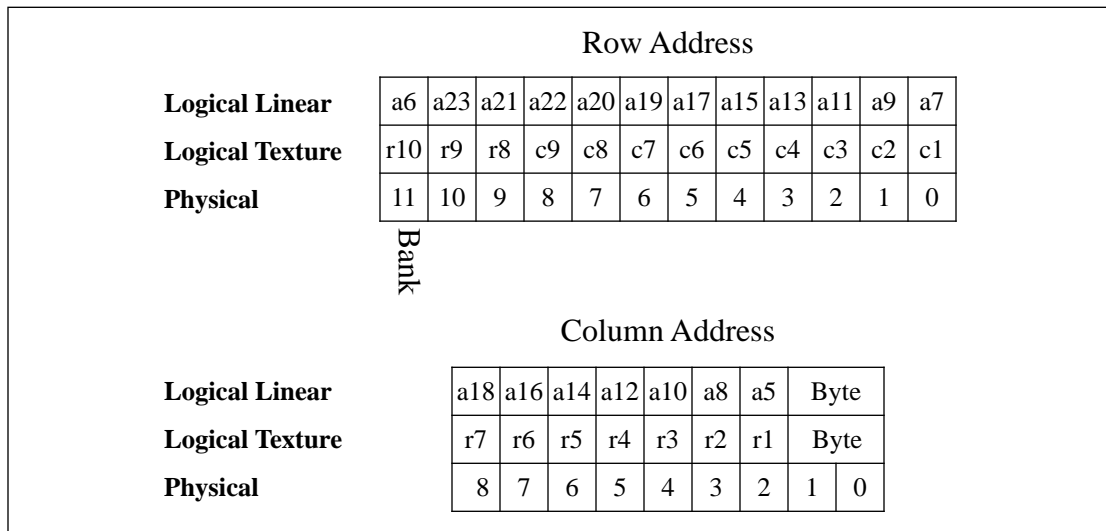 Row Address
Logical Linear a6 a23 a21 a22 a20 a19 a17 a15 a13 a11 a9 a7
Logical Texture r10 r9 r8 c9 c8 c7 c6 c5 c4 c3 c2 c1
Physical 11 10 9 8 7 6 5 4 3 2 1 0
Bank
Column Address
Logical Linear a18 a16 a14 a12 a10 a8 a5 Byte
Logical Texture r7 r6 r5 r4 r3 r2 r1 Byte
Physical 8 7 6 5 4 3 2 1 0